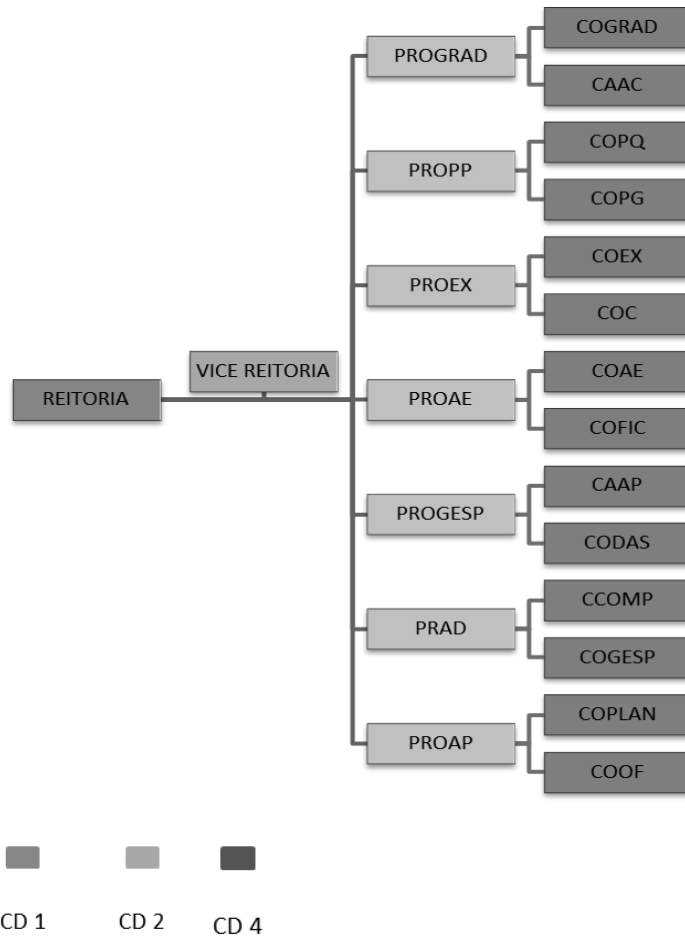 REITORIA
VICE REITORIA
PROGRAD
COGRAD
CAAC
PROPP
COPQ
COPG
PROEX
COEX
COC
PROAE
COAE
COFIC
PROGESP
CAAP
CODAS
PRAD
CCOMP
COGESP
PROAP
COPLAN
COOF
CD 1
CD 2
CD 4